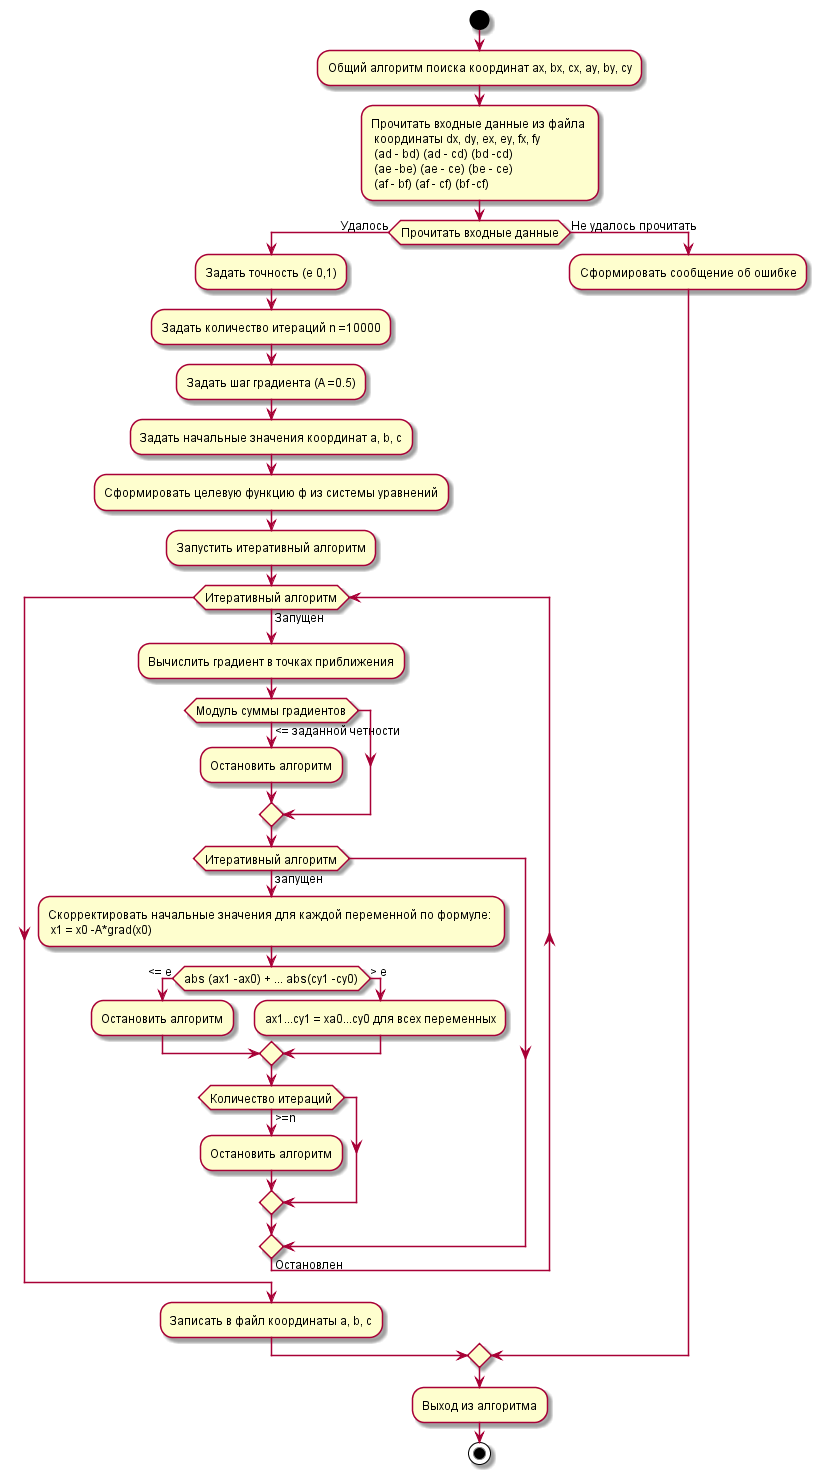 Общий алгоритм поиска координат ax, bx, cx, ay, by, cy
Прочитать входные данные из файла
координаты dx, dy, ex, ey, fx, fy
(ad - bd) (ad - cd) (bd -cd)
(ae -be) (ae - ce) (be - ce)
(af - bf) (af - cf) (bf -cf)
Удалось
Прочитать входные данные
Не удалось прочитать
Задать точность (e 0,1)
Сформировать сообщение об ошибке
Задать количество итераций n =10000
Задать шаг градиента (A =0.5)
Задать начальные значения координат a, b, c
Сформировать целевую функцию ф из системы уравнений
Запустить итеративный алгоритм
Итеративный алгоритм
Запущен
Вычислить градиент в точках приближения
Модуль суммы градиентов
<= заданной четности
Остановить алгоритм
Итеративный алгоритм
запущен
Скорректировать начальные значения для каждой переменной по формуле:
x1 = x0 -A*grad(x0)
<= e
abs (ax1 -ax0) + ... abs(cy1 -cy0)
> e
Остановить алгоритм
ax1...cy1 = xa0...cy0 для всех переменных
Количество итераций
>=n
Остановить алгоритм
Остановлен
Записать в файл координаты a, b, c
Выход из алгоритма